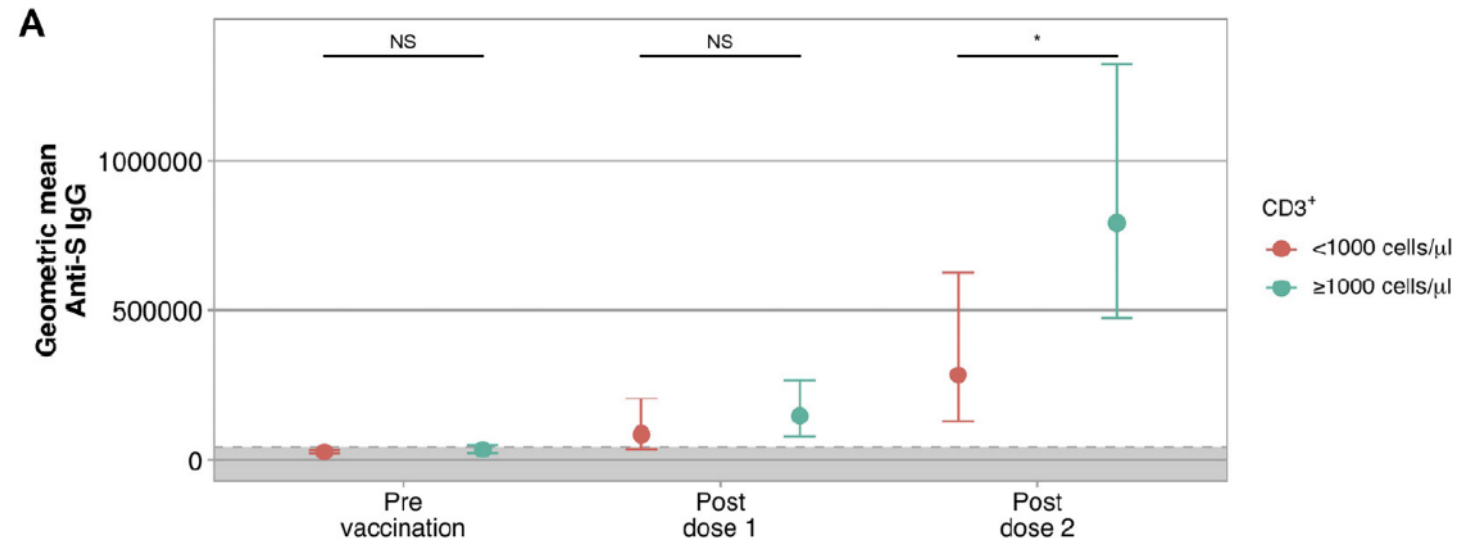 A
NS
NS
*
Geometric mean
Anti-S IgG
1000000
500000
0
Pre
vaccination
Post
dose 1
Post
dose 2
CD3⁺
<1000 cells/μl
≥1000 cells/μl